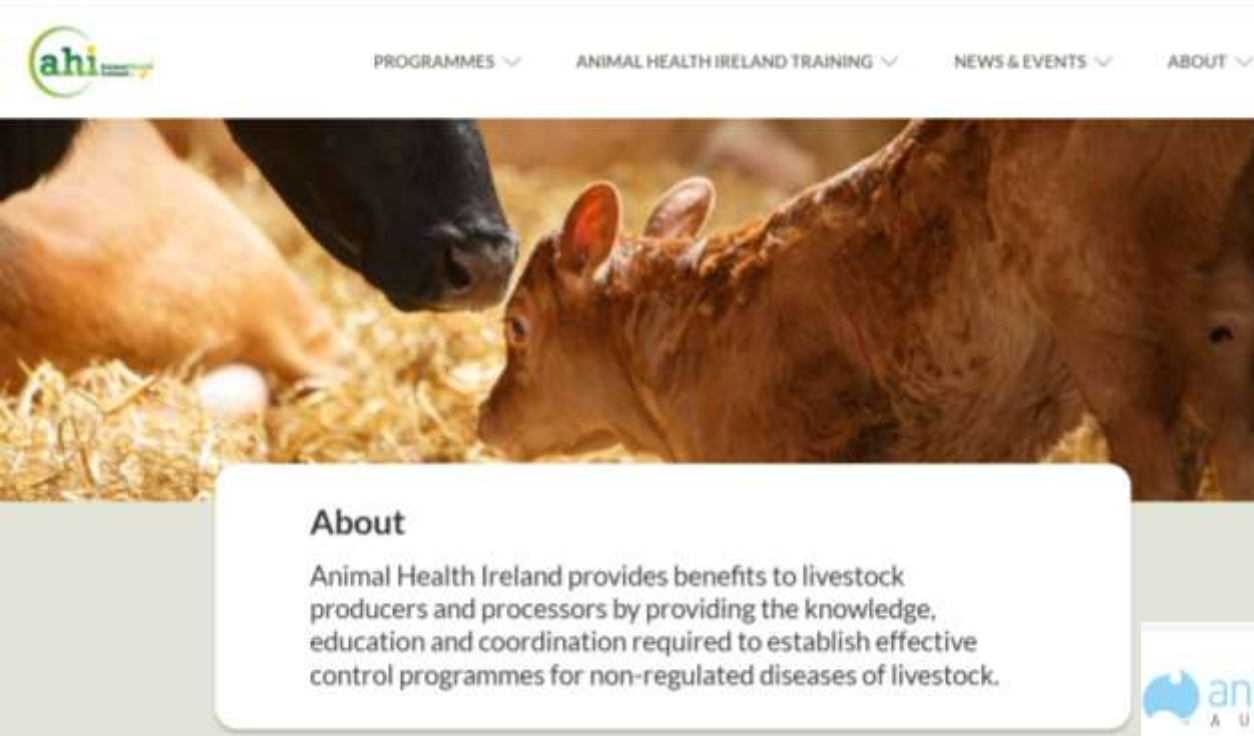 ahi
PROGRAMMES ANIMAL HEALTH IRELAND TRAINING NEWS & EVENTS ABOUT
About
Animal Health Ireland provides benefits to livestock
producers and processors by providing the knowledge,
education and coordination required to establish effective
control programmes for non-regulated diseases of livestock.